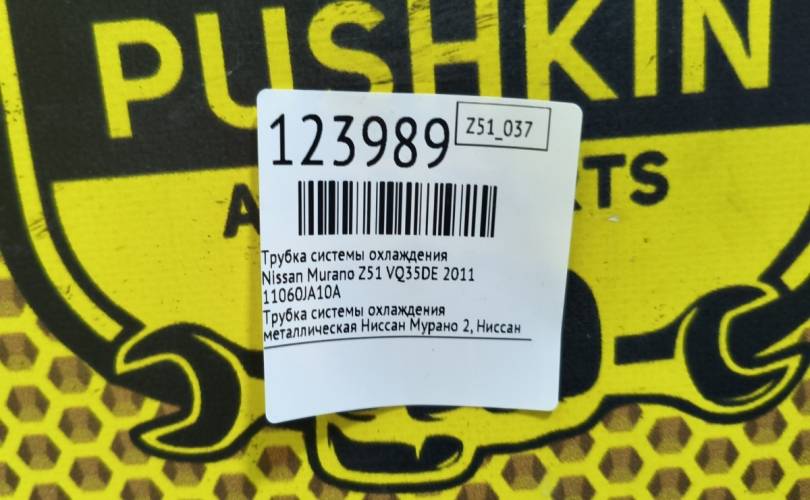 PUSHKIN
123989
Z51_037
Трубка системы охлаждения
Nissan Murano Z51 VQ35DE 2011
11060JA10A
Трубка системы охлаждения
металлическая Ниссан Мурано 2, Ниссан